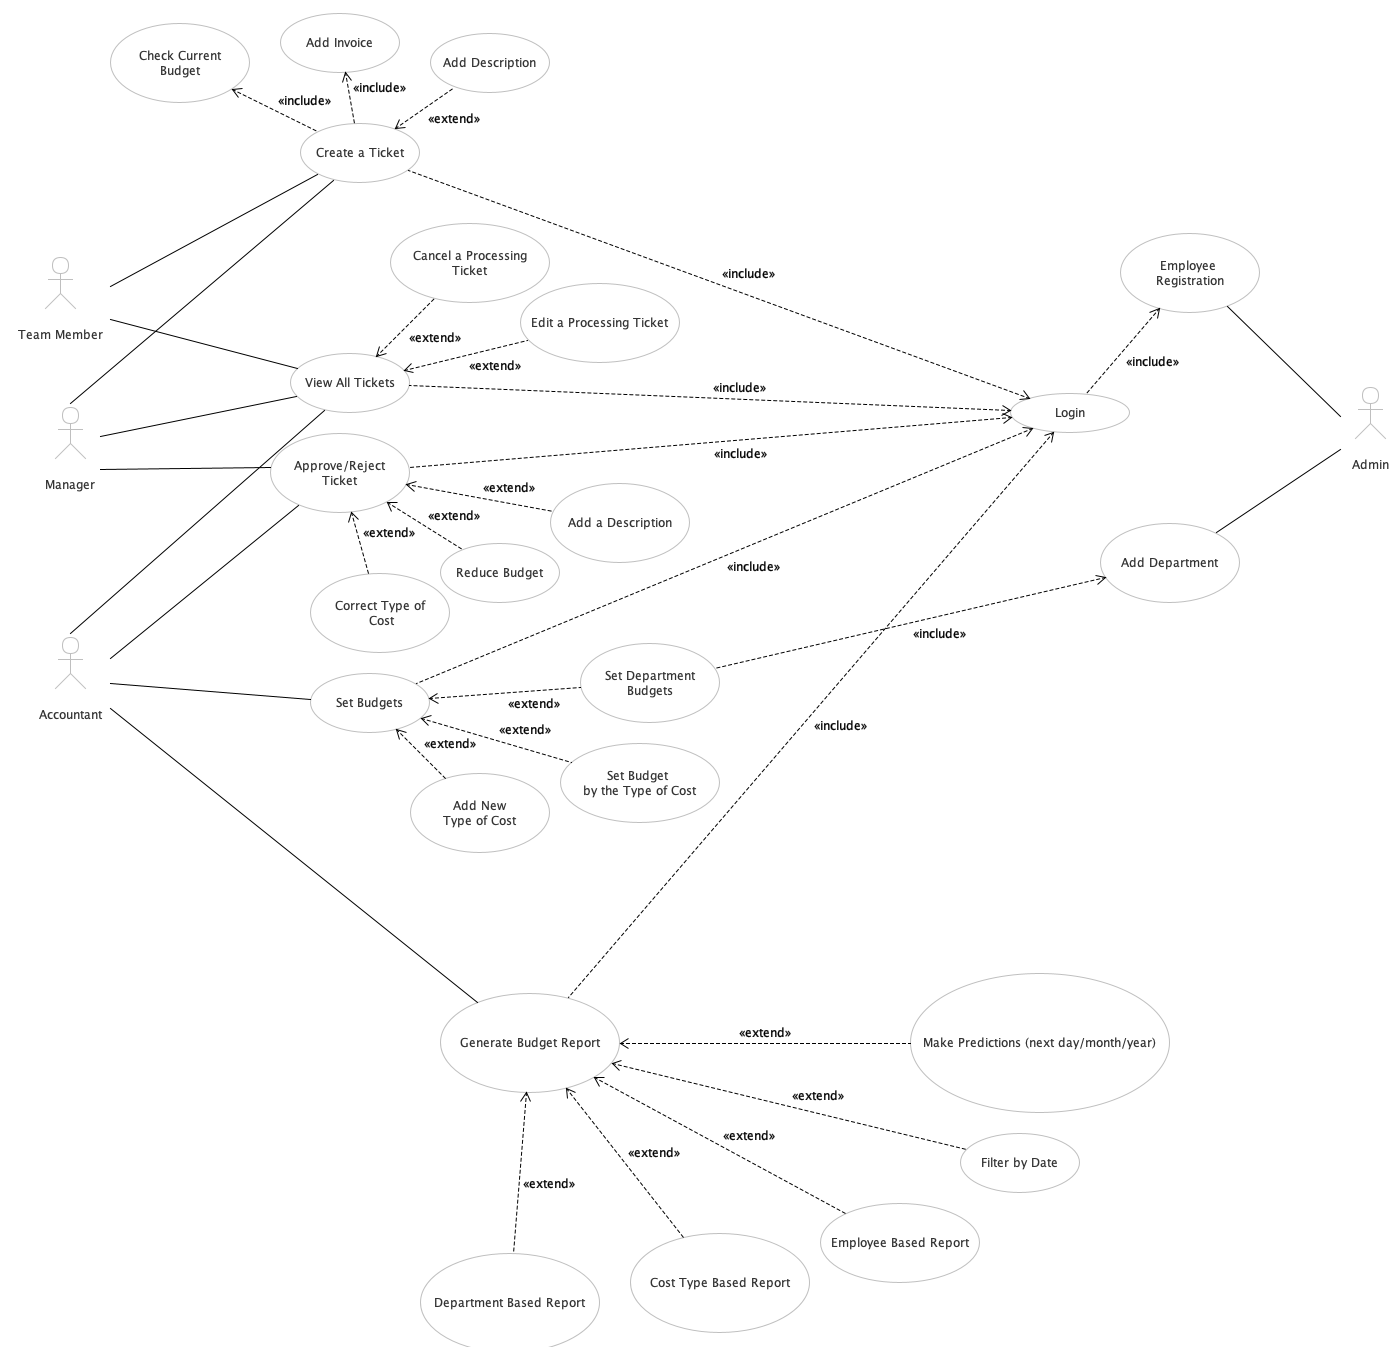 Add Invoice
Check Current
Budget
Add Description
«include»
«include»
«extend»
Create a Ticket
Cancel a Processing
Ticket
«include»
Employee
Registration
Edit a Processing Ticket
Team Member
«extend»
«extend»
«include»
View All Tickets
«include»
Login
Approve/Reject
Ticket
«include»
Admin
Manager
«extend»
«extend»
Add a Description
«extend»
Reduce Budget
«include»
Add Department
Correct Type of
Cost
«include»
Set Department
Budgets
Set Budgets
«extend»
Accountant
«extend»
«include»
«extend»
Set Budget
by the Type of Cost
Add New
Type of Cost
«extend»
Generate Budget Report
Make Predictions (next day/month/year)
«extend»
«extend»
«extend»
Filter by Date
«extend»
Employee Based Report
Cost Type Based Report
Department Based Report